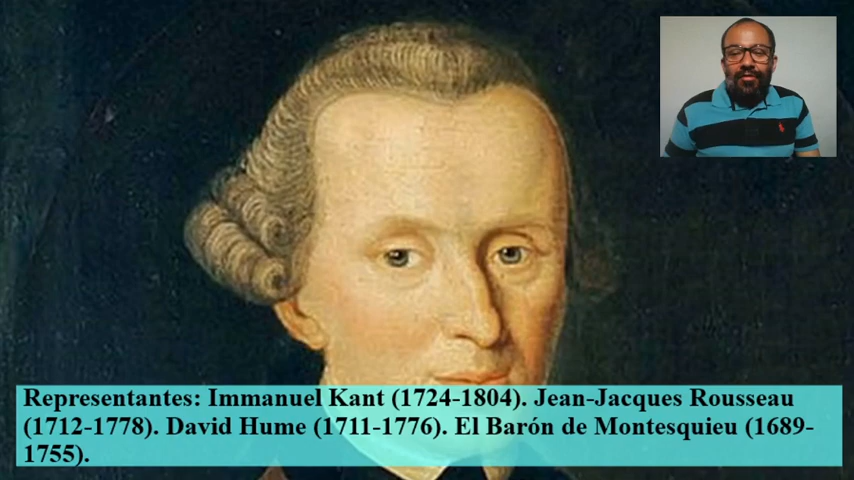 Representantes: Immanuel Kant (1724-1804). Jean-Jacques Rousseau
(1712-1778). David Hume (1711-1776). El Barón de Montesquieu (1689-
1755).